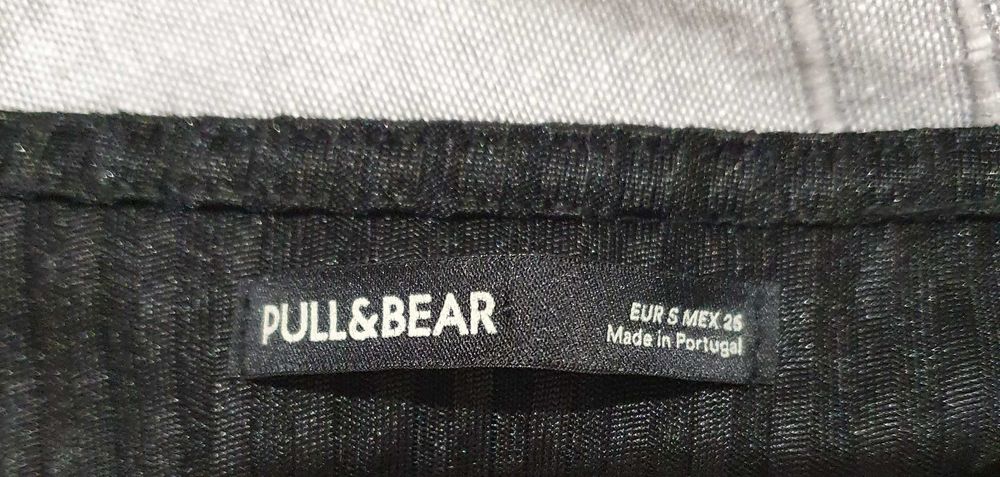 PULL&BEAR
EUR S MEX 26
Made in Portugal